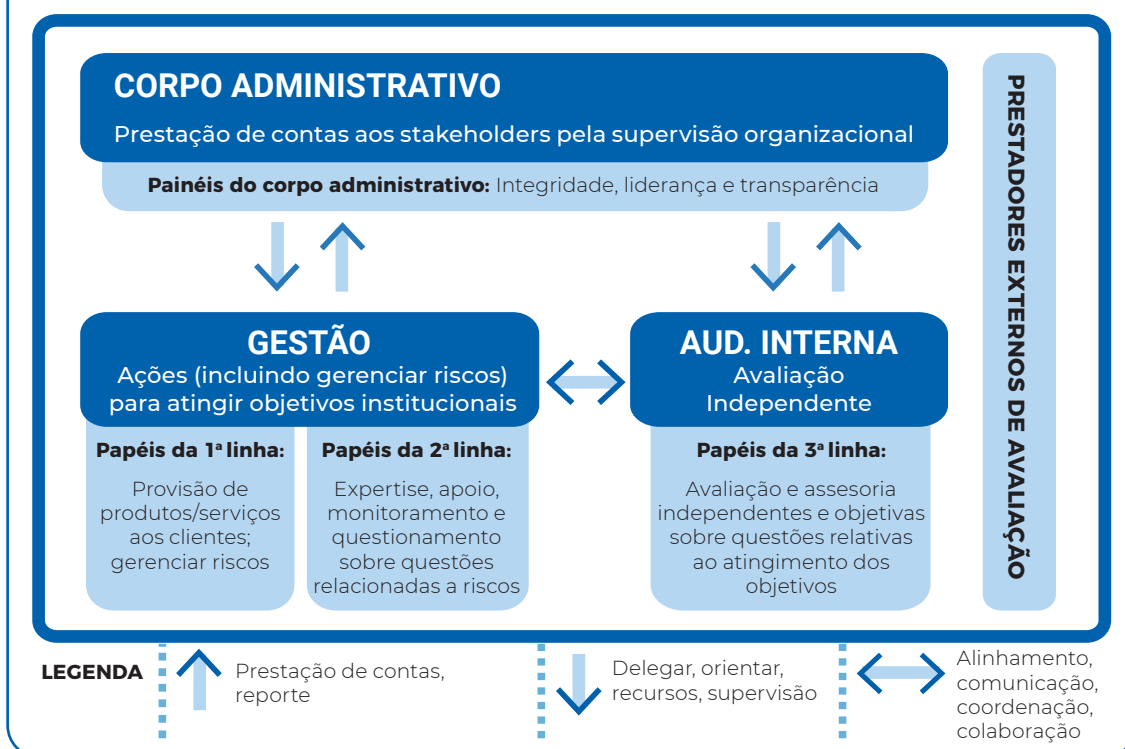 CORPO ADMINISTRATIVO
Prestação de contas aos stakeholders pela supervisão organizacional
Painéis do corpo administrativo: Integridade, liderança e transparência
GESTÃO
Ações (incluindo gerenciar riscos)
para atingir objetivos institucionais
Papéis da 1ª linha:
Provisão de
produtos/serviços
aos clientes;
gerenciar riscos
Papéis da 2ª linha:
Expertise, apoio,
monitoramento e
questionamento
sobre questões
relacionadas a riscos
AUD. INTERNA
Avaliação
Independente
Papéis da 3ª linha:
Avaliação e assesoria
independentes e objetivas
sobre questões relativas
ao atingimento dos
objetivos
PRESTADORES EXTERNOS DE AVALIAÇÃO
LEGENDA
Prestação de contas,
reporte
Delegar, orientar,
recursos, supervisão
Alinhamento,
comunicação,
coordenação,
colaboração